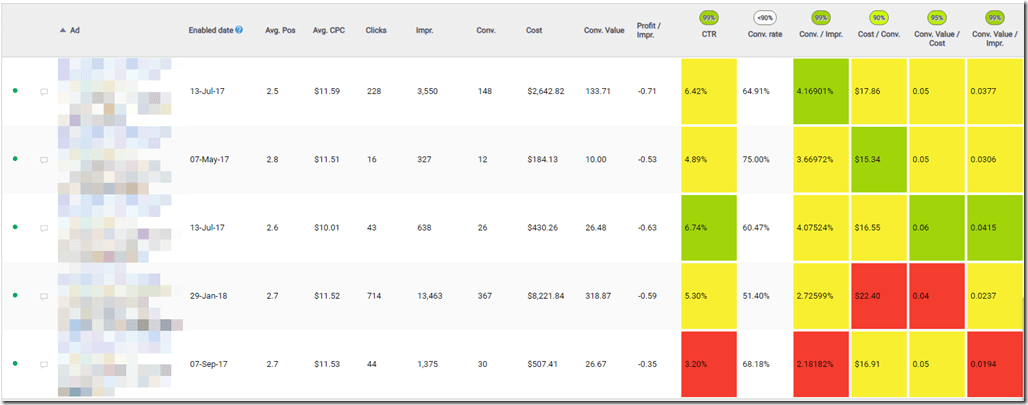 99% <90% 99% 90% 95% 99%
Ad Enabled date ? Avg. Pos Avg. CPC Clicks Impr. Conv. Cost Conv. Value Profit / Impr. CTR Conv. rate Conv. / Impr. Cost / Conv. Conv. Value / Cost Conv. Value / Impr.
13-Jul-17 2.5 $11.59 228 3,550 148 $2,642.82 133.71 -0.71 6.42% 64.91% 4.16901% $17.86 0.05 0.0377
07-May-17 2.8 $11.51 16 327 12 $184.13 10.00 -0.53 4.89% 75.00% 3.66972% $15.34 0.05 0.0306
13-Jul-17 2.6 $10.01 43 638 26 $430.26 26.48 -0.63 6.74% 60.47% 4.07524% $16.55 0.06 0.0415
29-Jan-18 2.7 $11.52 714 13,463 367 $8,221.84 318.87 -0.59 5.30% 51.40% 2.72599% $22.40 0.04 0.0237
07-Sep-17 2.7 $11.53 44 1,375 30 $507.41 26.67 -0.35 3.20% 68.18% 2.18182% $16.91 0.05 0.0194